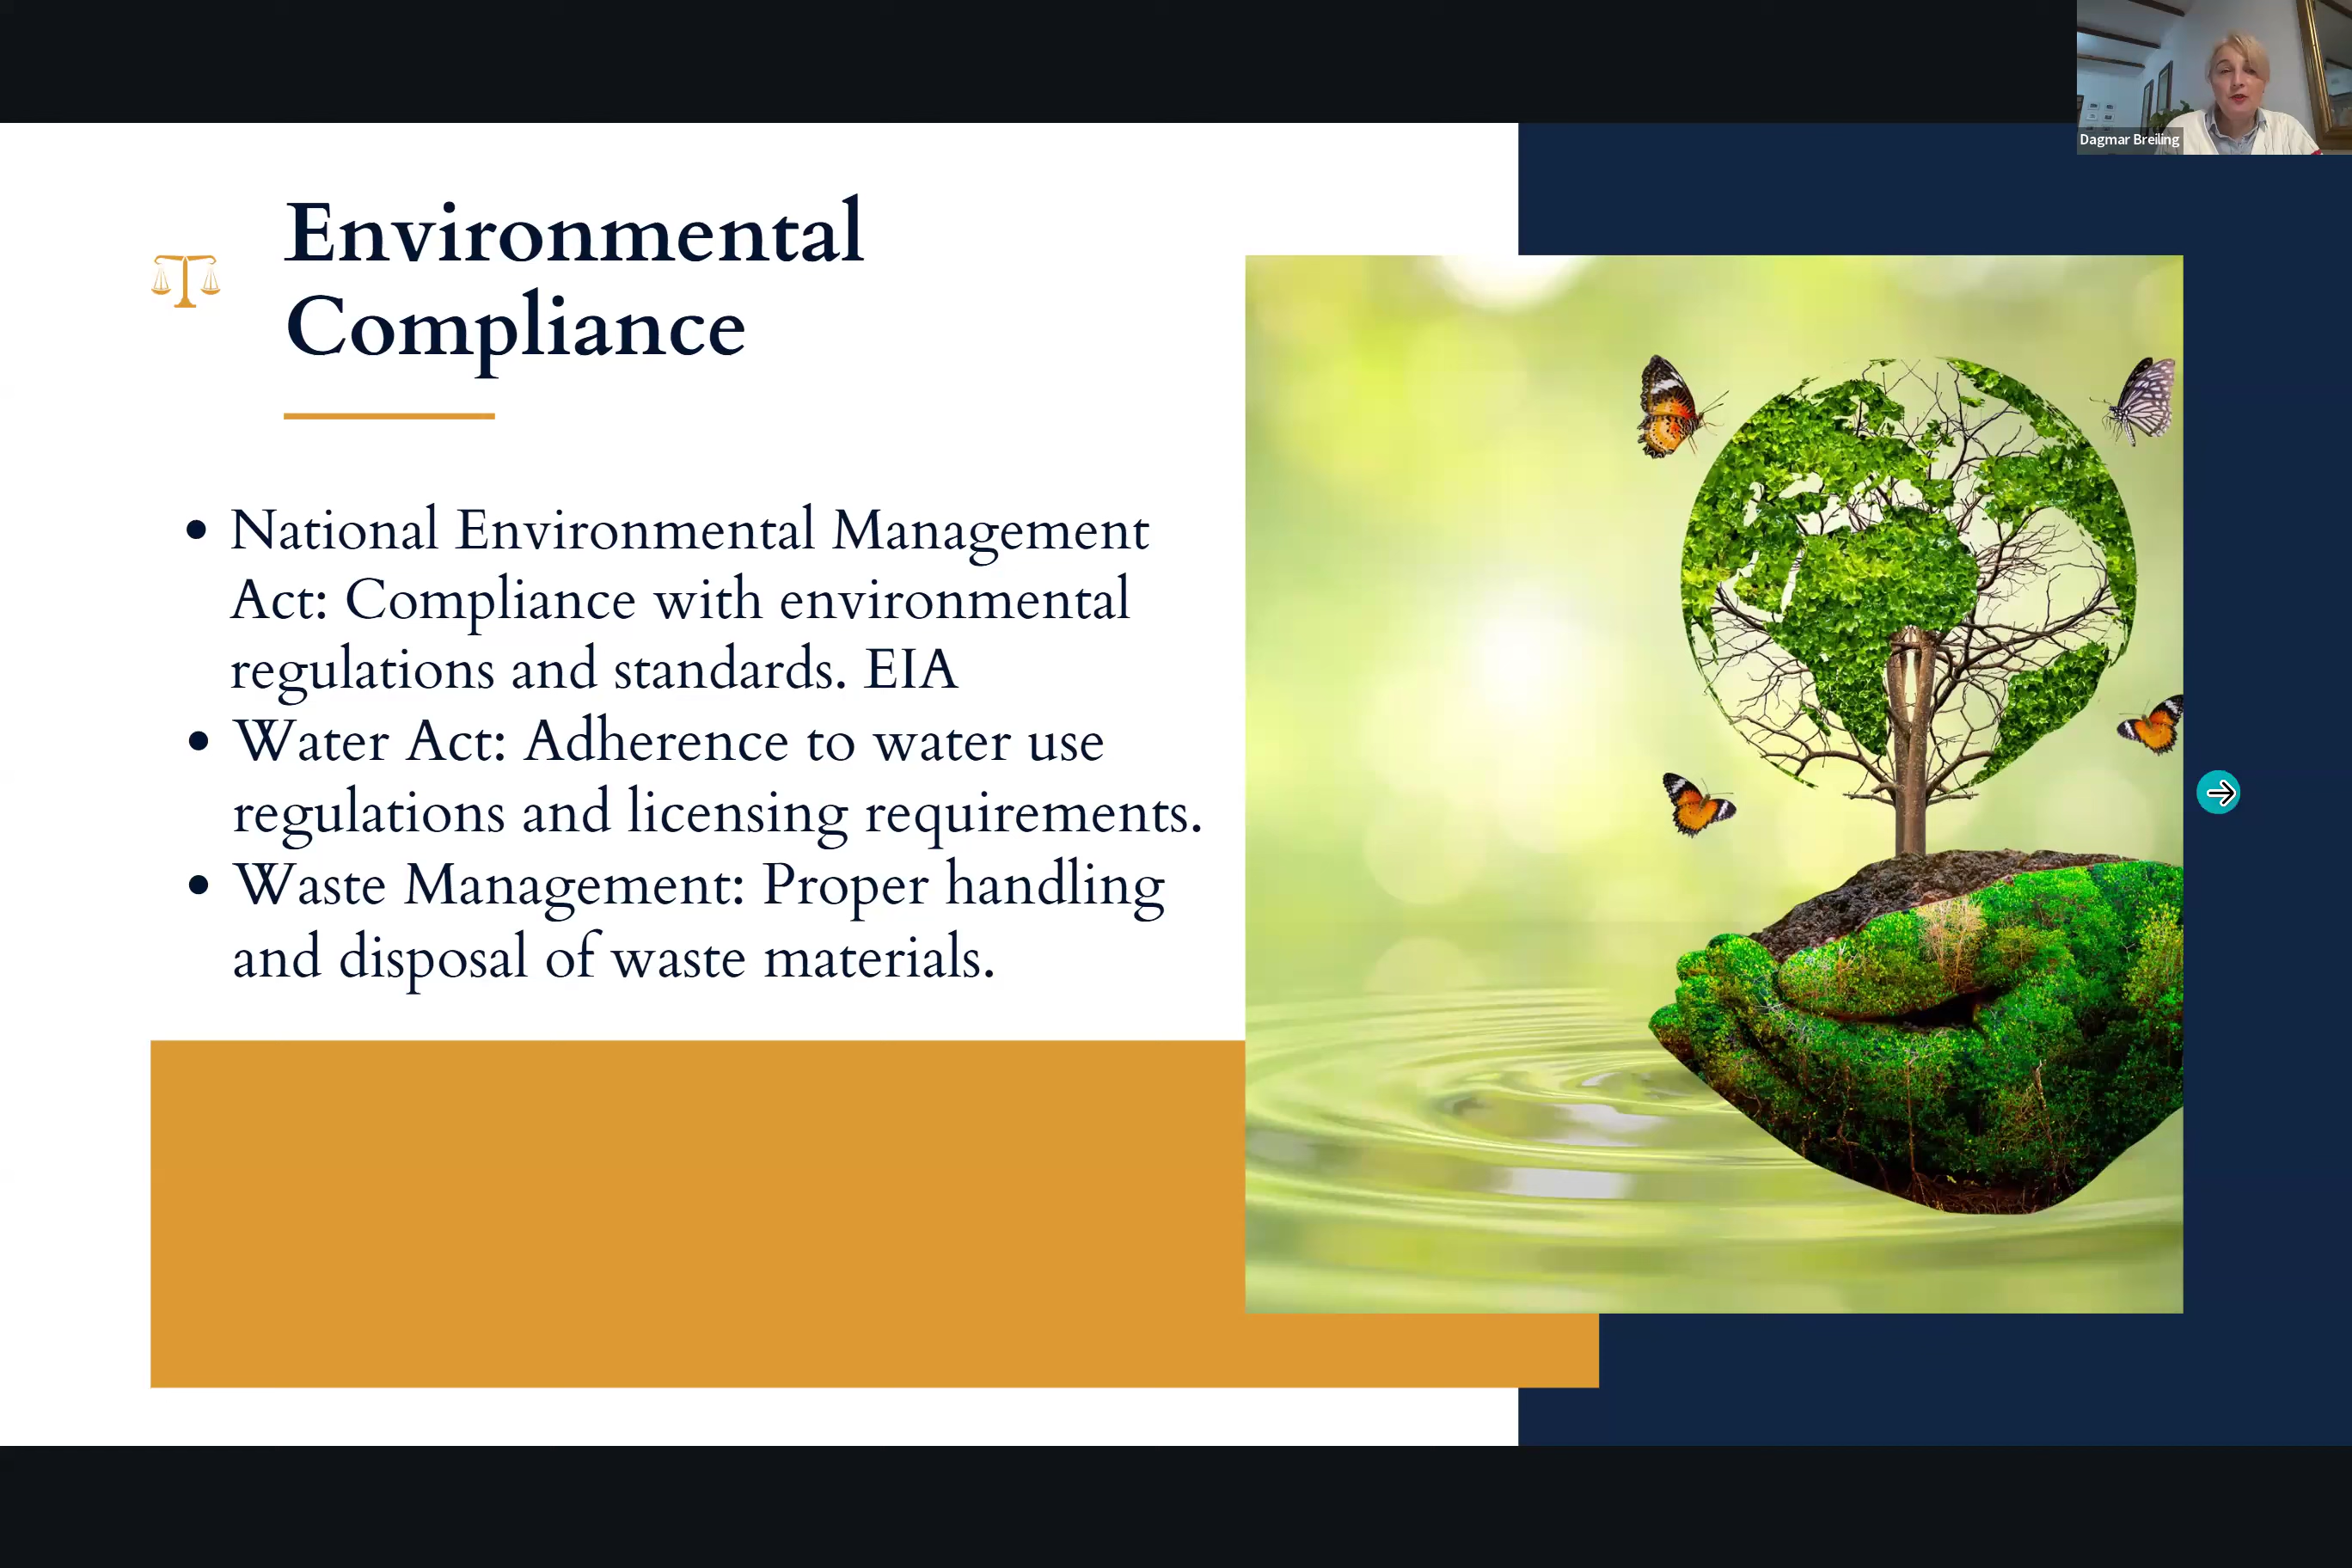 Dagmar Breiling
Environmental
Compliance
• National Environmental Management
Act: Compliance with environmental
regulations and standards. EIA
• Water Act: Adherence to water use
regulations and licensing requirements.
• Waste Management: Proper handling
and disposal of waste materials.